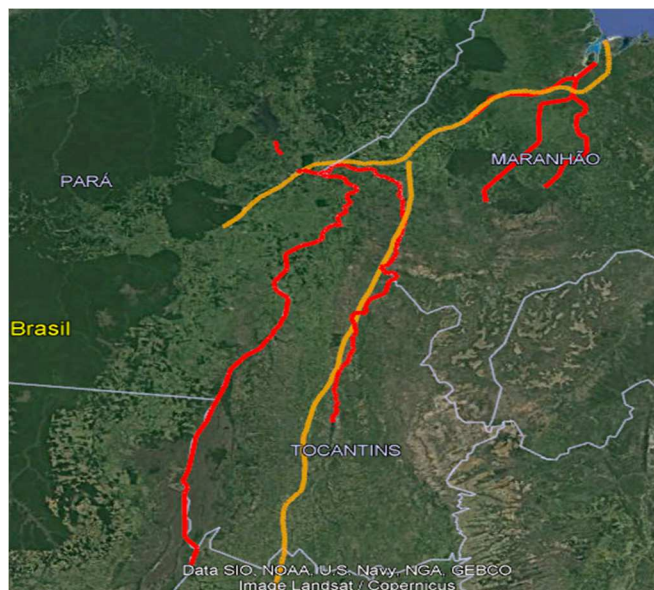 MARANHÃO
PARÁ
Brasil
TOCANTINS
Data SIO, NOAA, U.S. Navy, NGA, GEBCO
Image Landsat / Copernicus